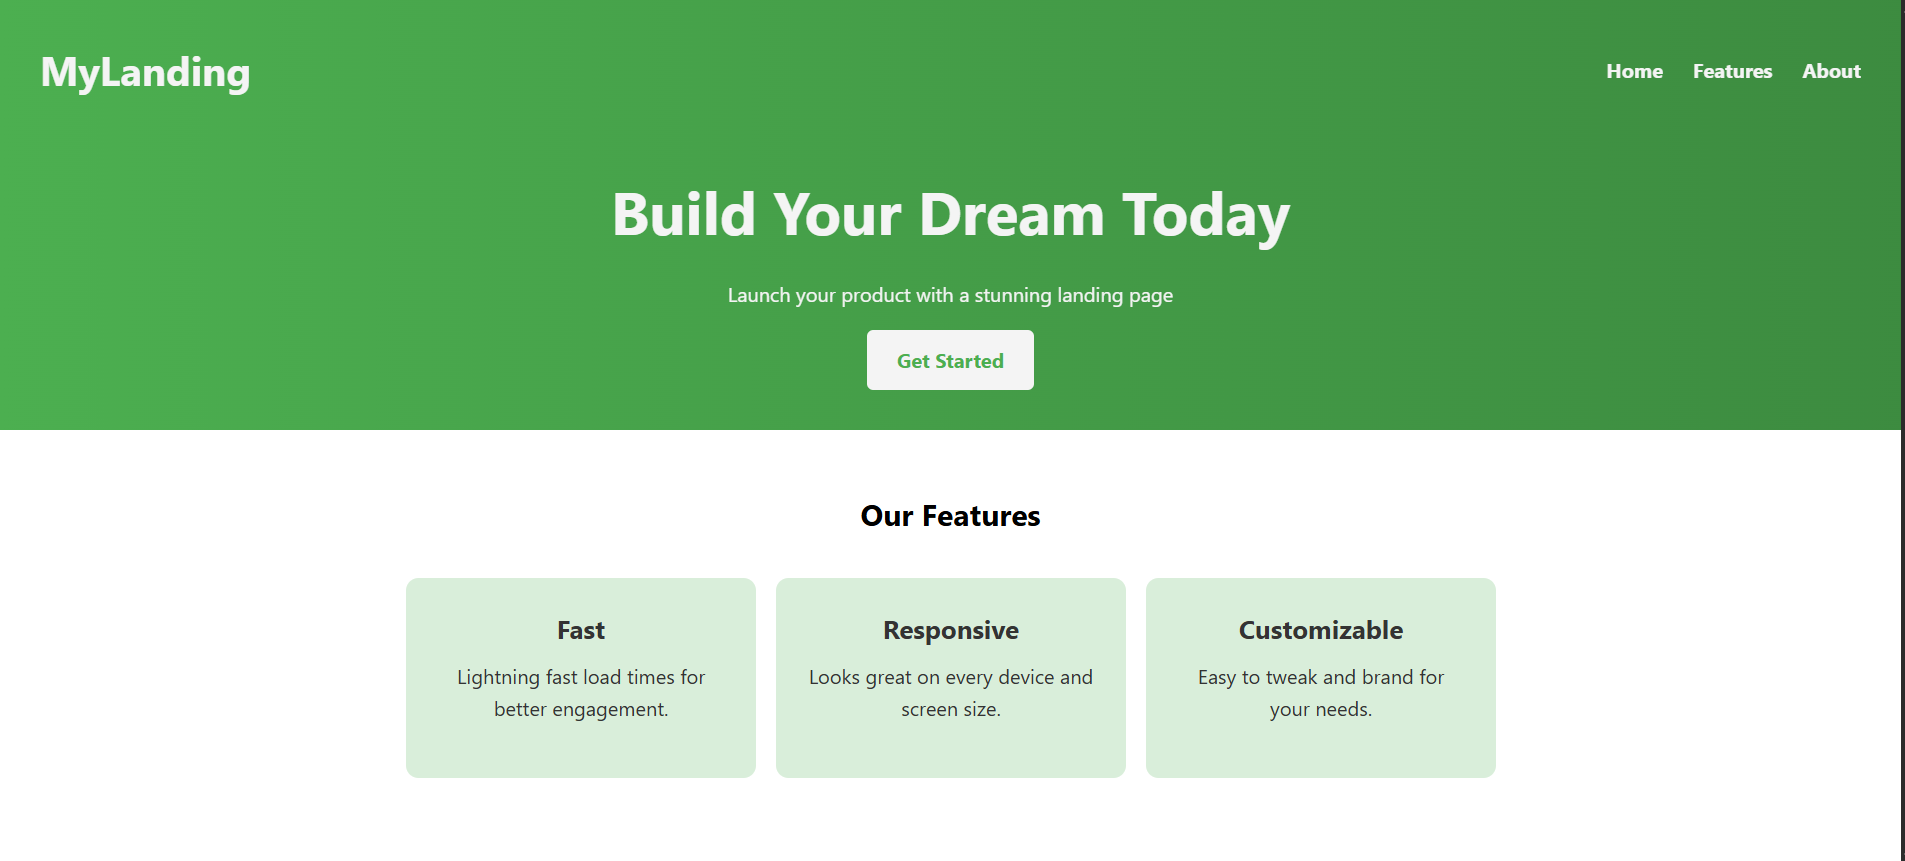 MyLanding
Home Features About
Build Your Dream Today
Launch your product with a stunning landing page
Get Started
Our Features
Fast
Lightning fast load times for
better engagement.
Responsive
Looks great on every device and
screen size.
Customizable
Easy to tweak and brand for
your needs.